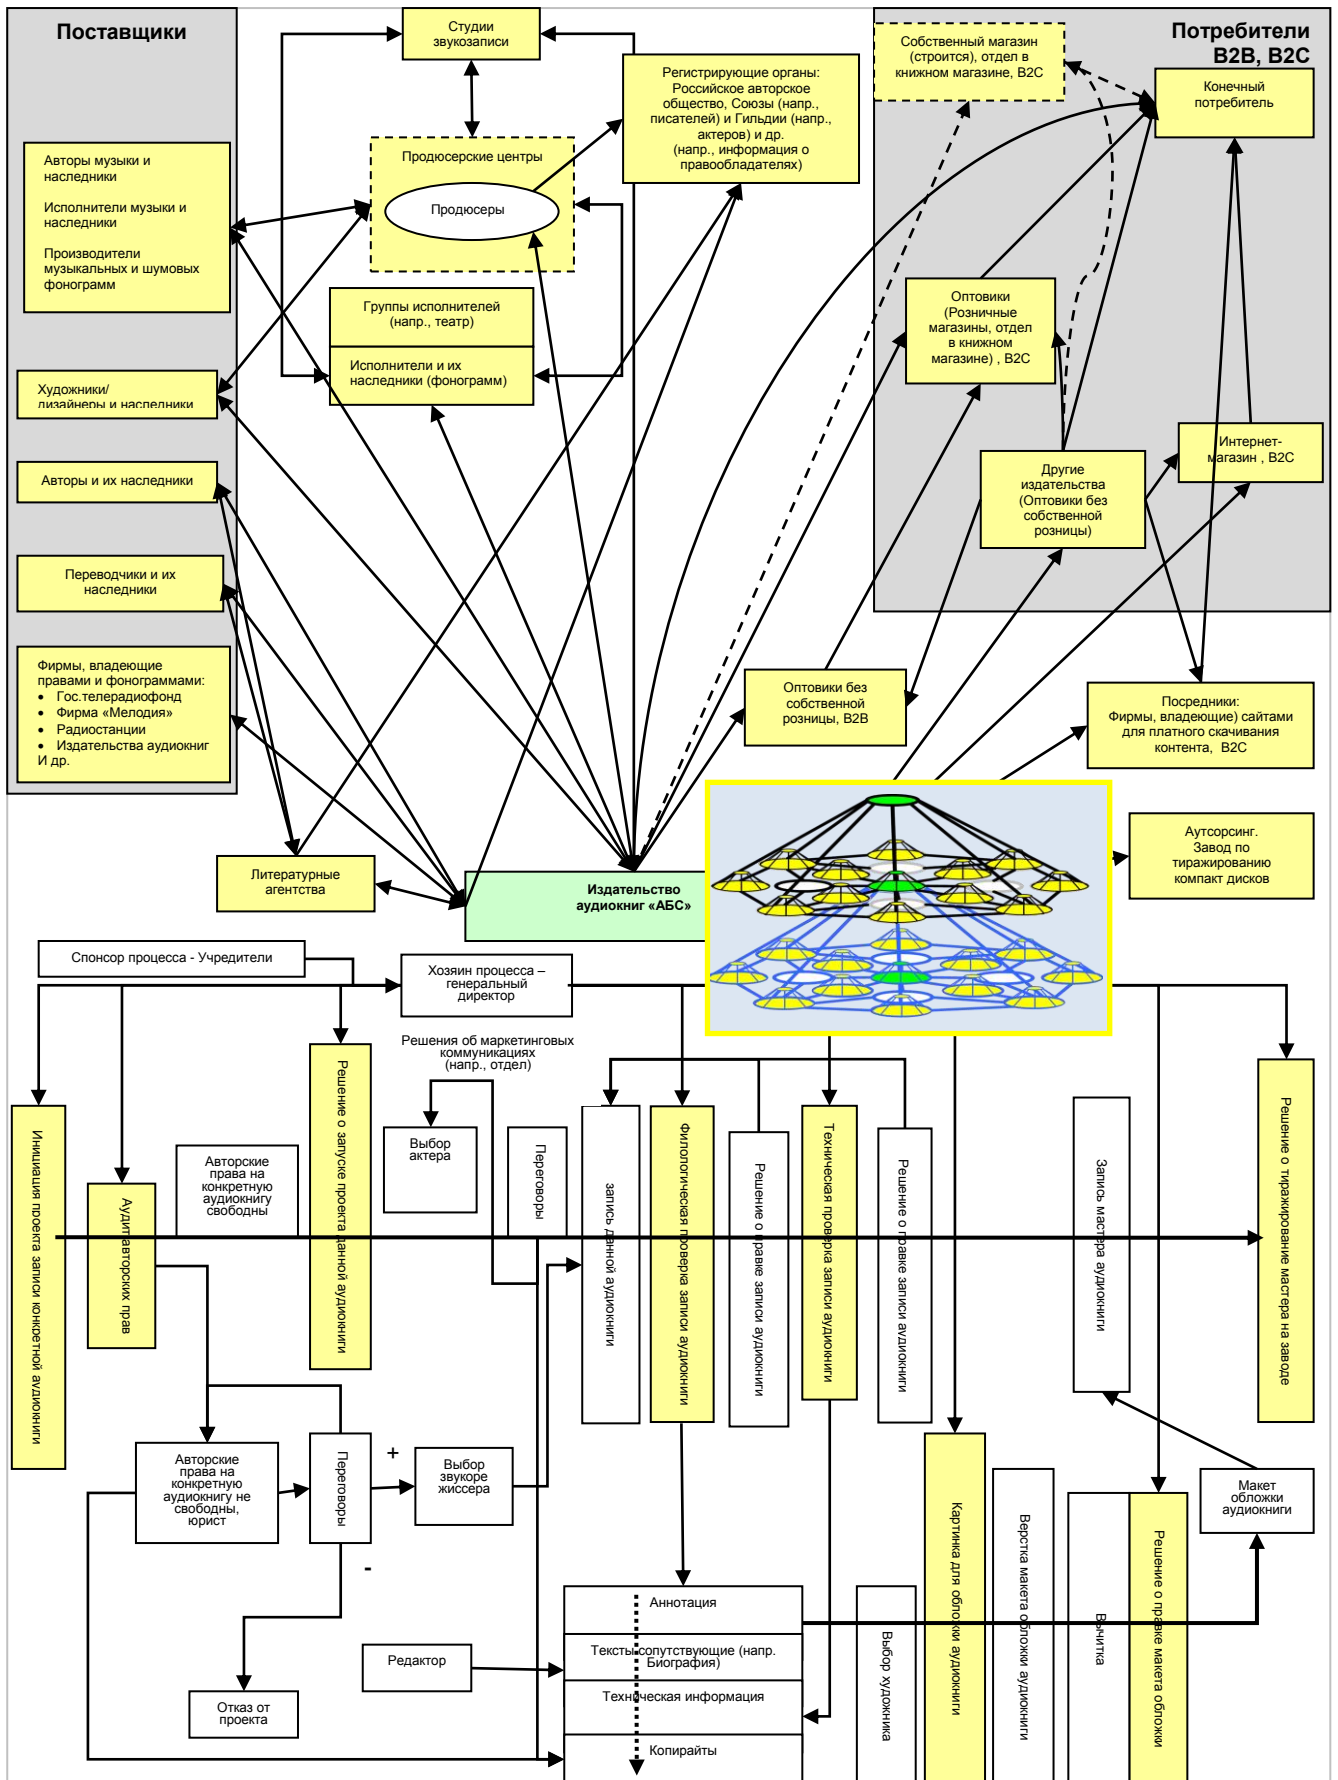 Поставщики
Студии
звукозаписи
Регистрирующие органы:
Российское авторское
общество, Союзы (напр.,
писателей) и Гильдии (напр.,
актеров) и др.
(напр., информация о
правообладателях)
Собственный магазин
(строится), отдел в
книжном магазине, B2C
Потребители
B2B, B2C
Конечный
потребитель
Авторы музыки и
наследники
Исполнители музыки и
наследники
Производители
музыкальных и шумовых
фонограмм
Продюсерские центры
Продюсеры
Группы исполнителей
(напр., театр)
Исполнители и их
наследники (фонограмм)
Оптовики
(Розничные
магазины, отдел
в книжном
магазине) , B2C
Художники/
дизайнеры и наследники
Интернет-
магазин , B2C
Другие
издательства
(Оптовики без
собственной
розницы)
Авторы и их наследники
Переводчики и их
наследники
Фирмы, владеющие
правами и фонограммами:
• Гос.телерадиофонд
• Фирма «Мелодия»
• Радиостанции
• Издательства аудиокниг
И др.
Оптовики без
собственной
розницы, B2B
Посредники:
Фирмы, владеющие) сайтами
для платного скачивания
контента, B2C
Аутсорсинг.
Завод по
тиражированию
компакт дисков
Литературные
агентства
Издательство
аудиокниг «АБС»
Спонсор процесса - Учредители
Хозяин процесса –
генеральный
директор
Решения об маркетинговых
коммуникациях
(напр., отдел)
Инициация проекта записи конкретной аудиокниги
Аудит авторских прав
Авторские
права на
конкретную
аудиокнигу
свободны
Решение о запуске проекта данной аудиокниги
Выбор
актера
Переговоры
запись данной аудиокниги
Филологическая проверка записи аудиокниги
Решение о правке записи аудиокниги
Техническая проверка записи аудиокниги
Решение о правке записи аудиокниги
Запись мастера аудиокниги
Решение о тиражирование мастера на заводе
Авторские
права на
конкретную
аудиокнигу не
свободны,
юрист
Переговоры
+
-
Выбор
звукоре
жиссера
Отказ от
проекта
Редактор
Аннотация
Тексты сопутствующие (напр.
Биография)
Техническая информация
Копирайты
Выбор художника
Картинка для обложки аудиокниги
Верстка макета обложки аудиокниги
Вычитка
Решение о правке макета обложки
Макет
обложки
аудиокниги